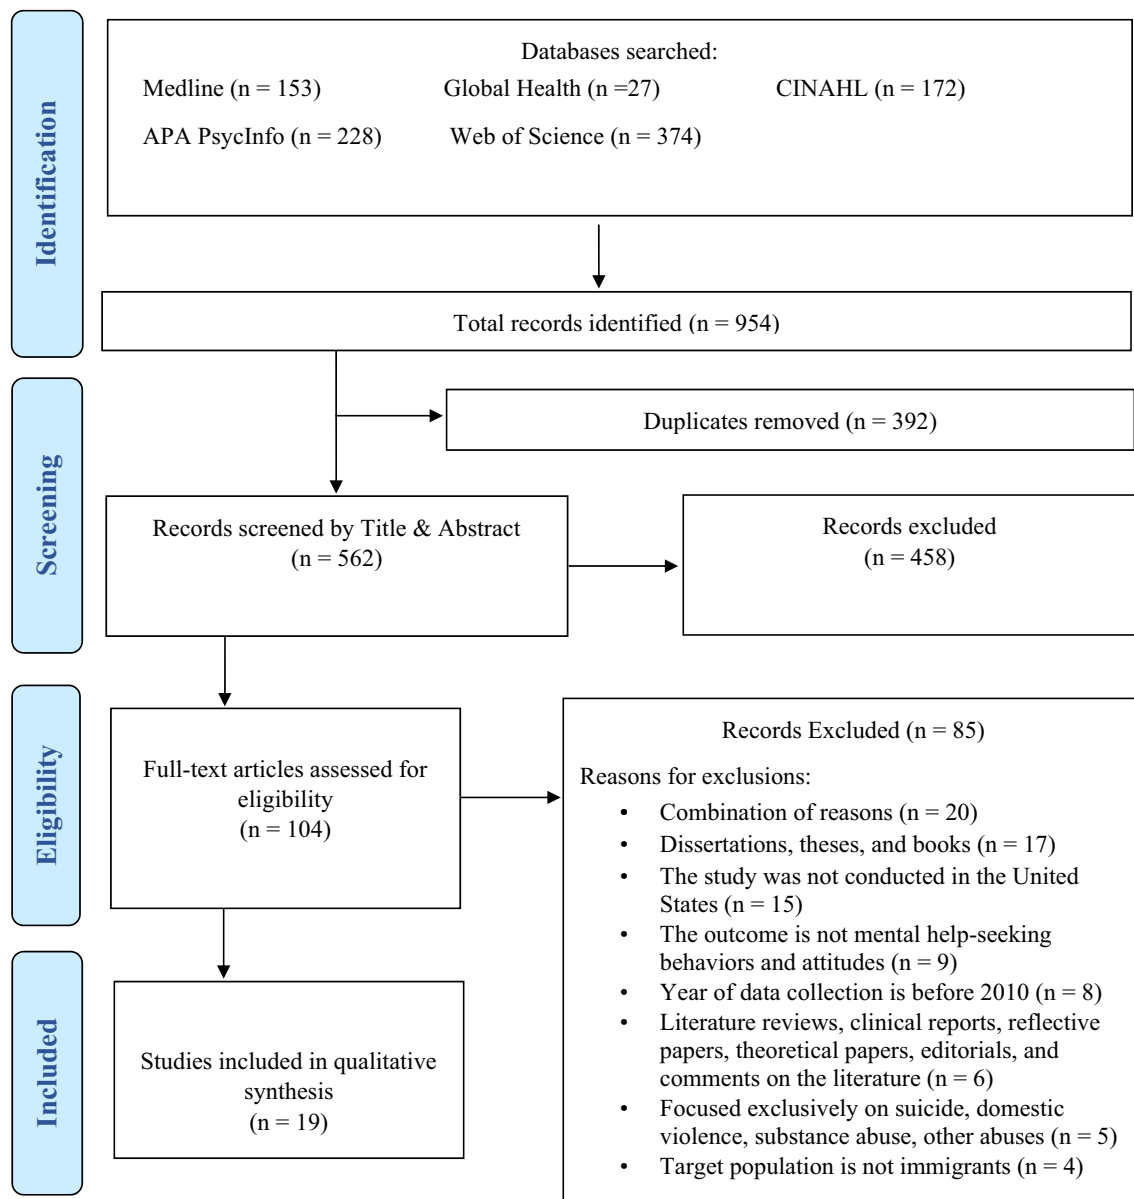 Identification
Databases searched:
Medline (n = 153) Global Health (n =27) CINAHL (n = 172)
APA PsycInfo (n = 228) Web of Science (n = 374)
Total records identified (n = 954)
Screening
Duplicates removed (n = 392)
Records screened by Title & Abstract
(n = 562)
Records excluded
(n = 458)
Eligibility
Full-text articles assessed for
eligibility
(n = 104)
Records Excluded (n = 85)
Reasons for exclusions:
• Combination of reasons (n = 20)
• Dissertations, theses, and books (n = 17)
• The study was not conducted in the United
States (n = 15)
• The outcome is not mental help-seeking
behaviors and attitudes (n = 9)
• Year of data collection is before 2010 (n = 8)
• Literature reviews, clinical reports, reflective
papers, theoretical papers, editorials, and
comments on the literature (n = 6)
• Focused exclusively on suicide, domestic
violence, substance abuse, other abuses (n = 5)
• Target population is not immigrants (n = 4)
Included
Studies included in qualitative
synthesis
(n = 19)